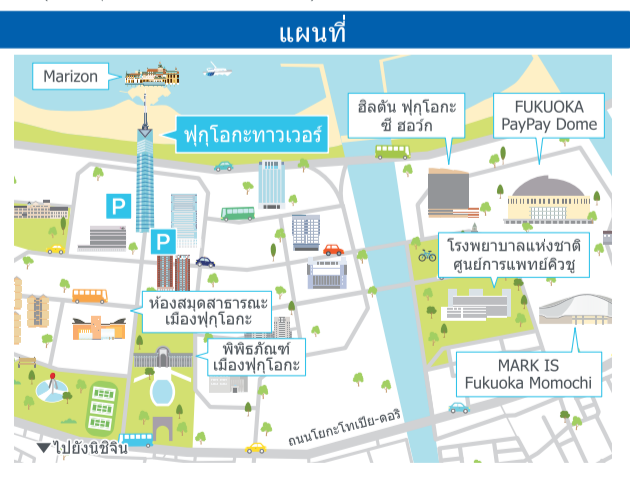 แผนที่
Marizon
ฟุกุโอกะทาวเวอร์
ฮิลตัน ฟุกุโอกะ
ซี ฮอว์ก
FUKUOKA
PayPay Dome
P
P
โรงพยาบาลแห่งชาติ
ศูนย์การแพทย์คิวชู
ห้องสมุดสาธารณะ
เมืองฟุกุโอกะ
พิพิธภัณฑ์
เมืองฟุกุโอกะ
MARK IS
Fukuoka Momochi
ถนนโยกะโทเปีย-ดอริ
▼ไปยังนิชิจิน